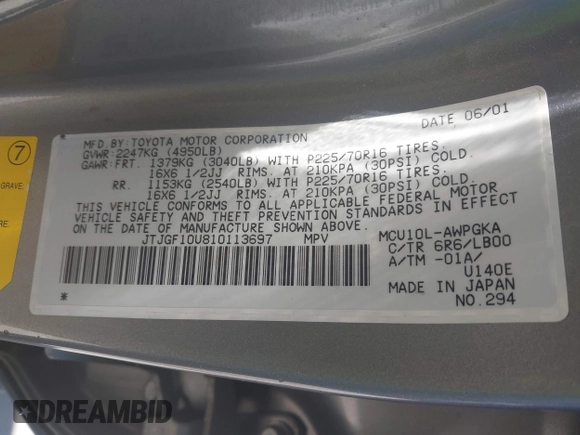 DATE 06/01
MFD.BY:TOYOTA MOTOR CORPORATION
GVWR:2247KG (4950LB)
GAWR:FRT. 1379KG (3040LB) WITH P225/70R16 TIRES.
16X6 1/2JJ RIMS. AT 210KPA (30PSI) COLD.
RR. 1153KG (2540LB) WITH P225/70R16 TIRES.
16X6 1/2JJ RIMS. AT 210KPA (30PSI) COLD.
THIS VEHICLE CONFORMS TO ALL APPLICABLE FEDERAL MOTOR
VEHICLE SAFETY AND THEFT PREVENTION STANDARDS IN EFFECT
ON THE DATE OF MANUFACTURE SHOWN ABOVE.
JTJGF10U810113697 MPV
MCU10L-AWPGKA
C/TR 6R6/LB00
A/TM -01A/
U140E
MADE IN JAPAN
NO.294
* *
7
GRAVE.
DREAMBID